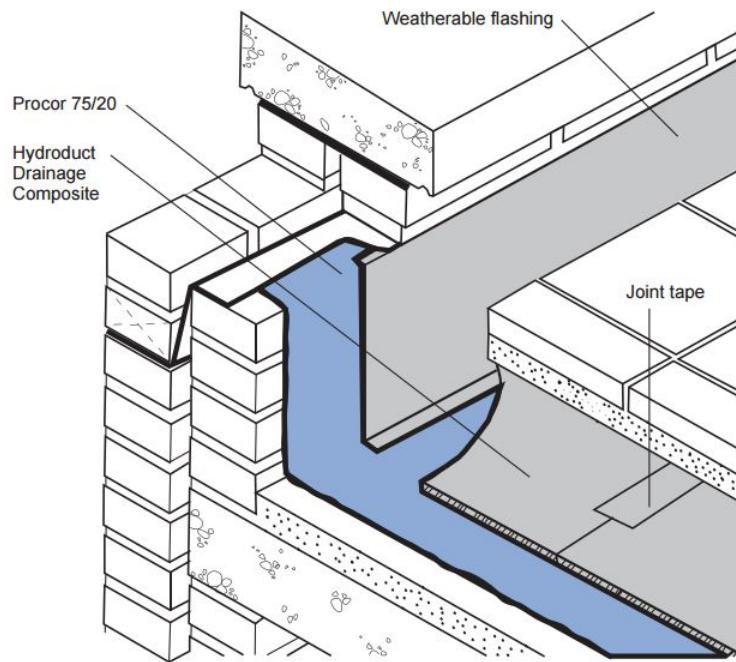 Weatherable flashing
Procor 75/20
Hydroduct
Drainage
Composite
Joint tape